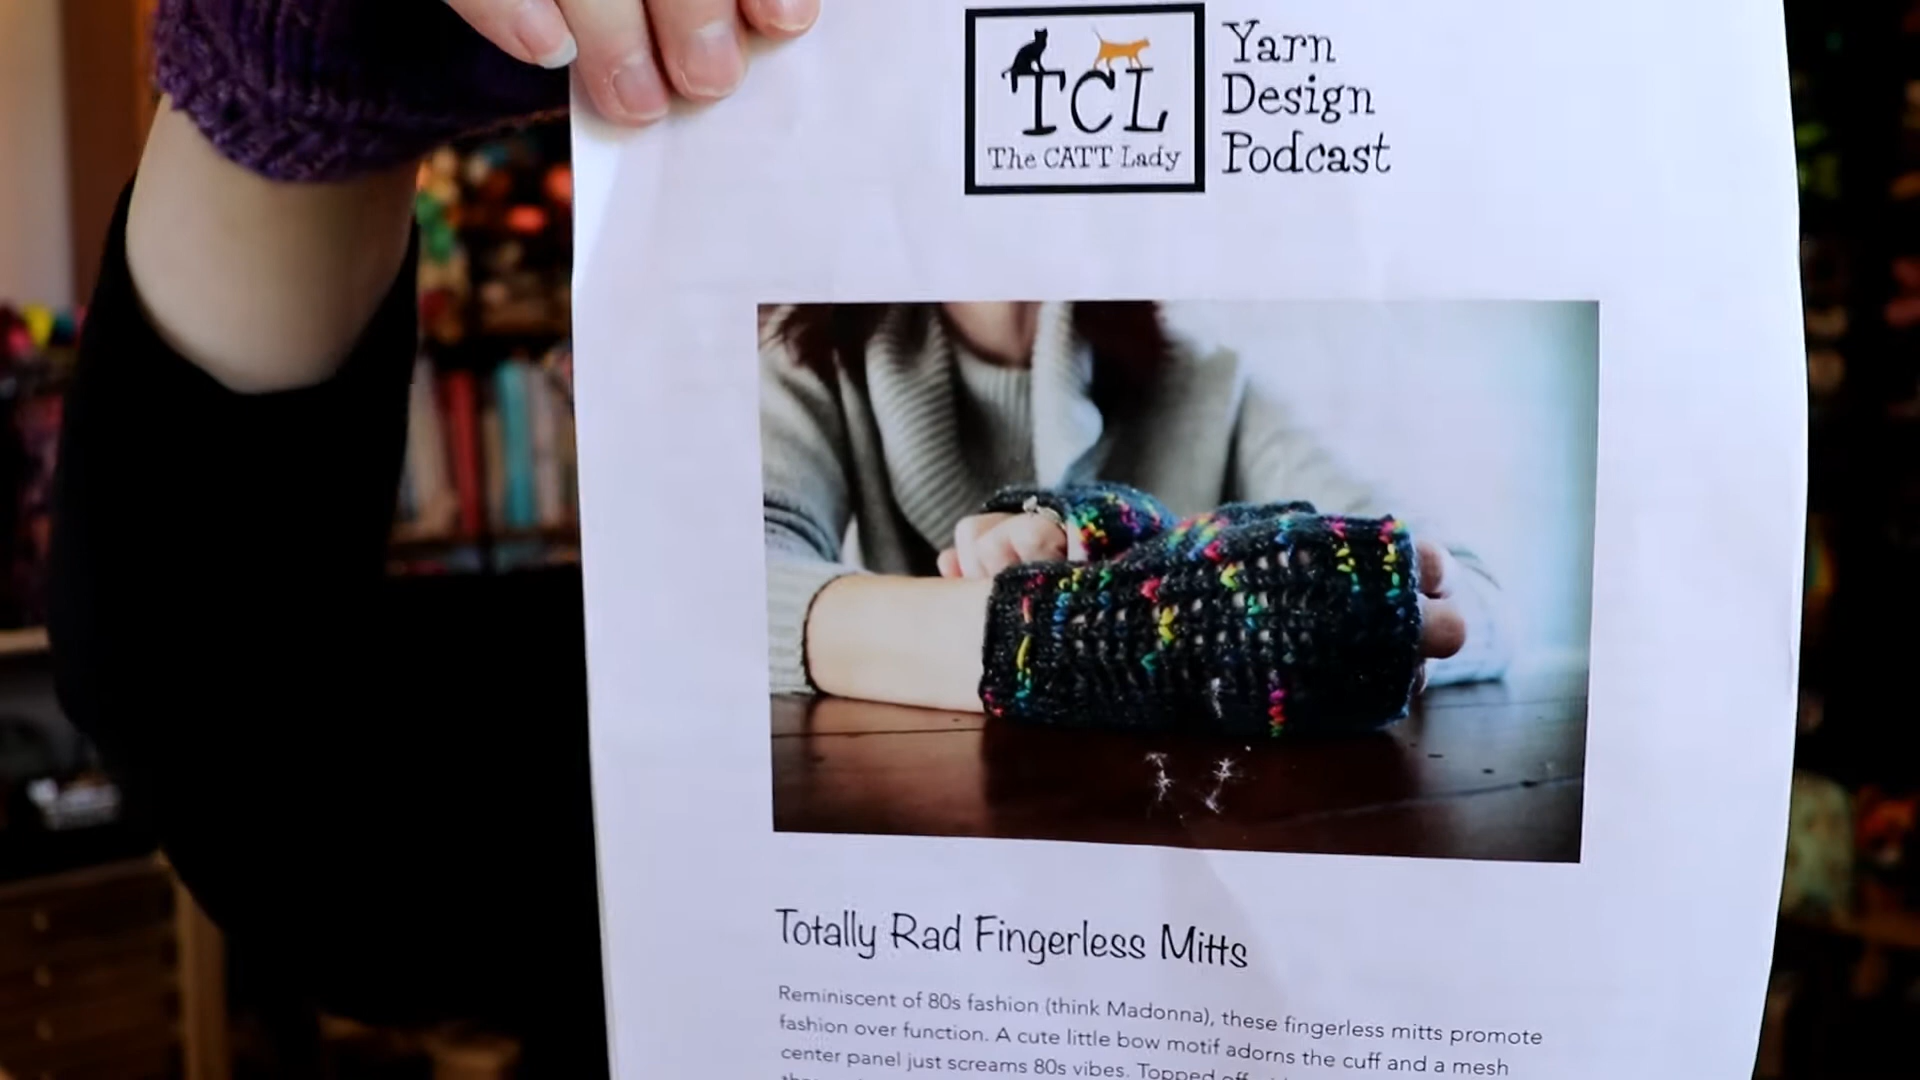 TCL
The CATT Lady
Yarn
Design
Podcast
Totally Rad Fingerless Mitts
Reminiscent of 80s fashion (think Madonna), these fingerless mitts promote
fashion over function. A cute little bow motif adorns the cuff and a mesh
center panel just screams 80s vibes. Topped off